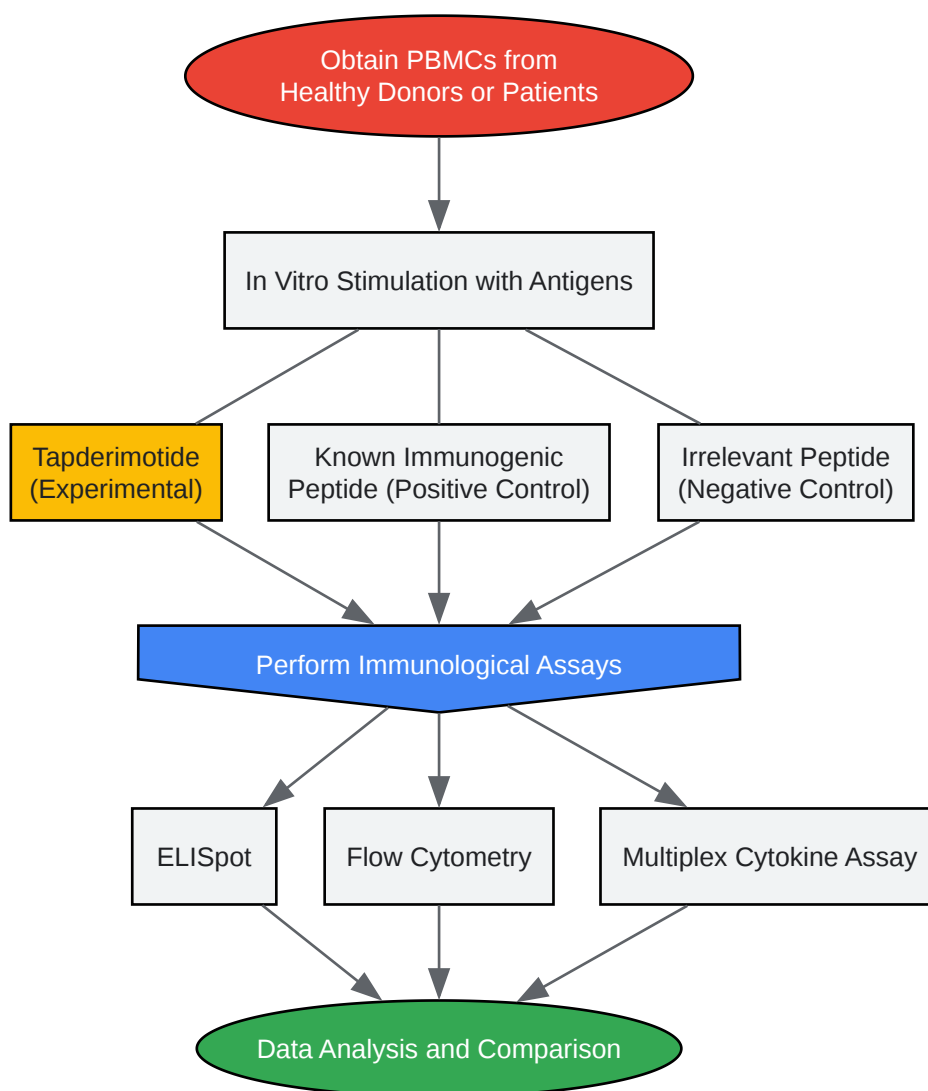 Obtain PBMCs from
Healthy Donors or Patients
In Vitro Stimulation with Antigens
Tapderimotide
(Experimental)
Known Immunogenic
Peptide (Positive Control)
Irrelevant Peptide
(Negative Control)
Perform Immunological Assays
ELISpot
Flow Cytometry
Multiplex Cytokine Assay
Data Analysis and Comparison